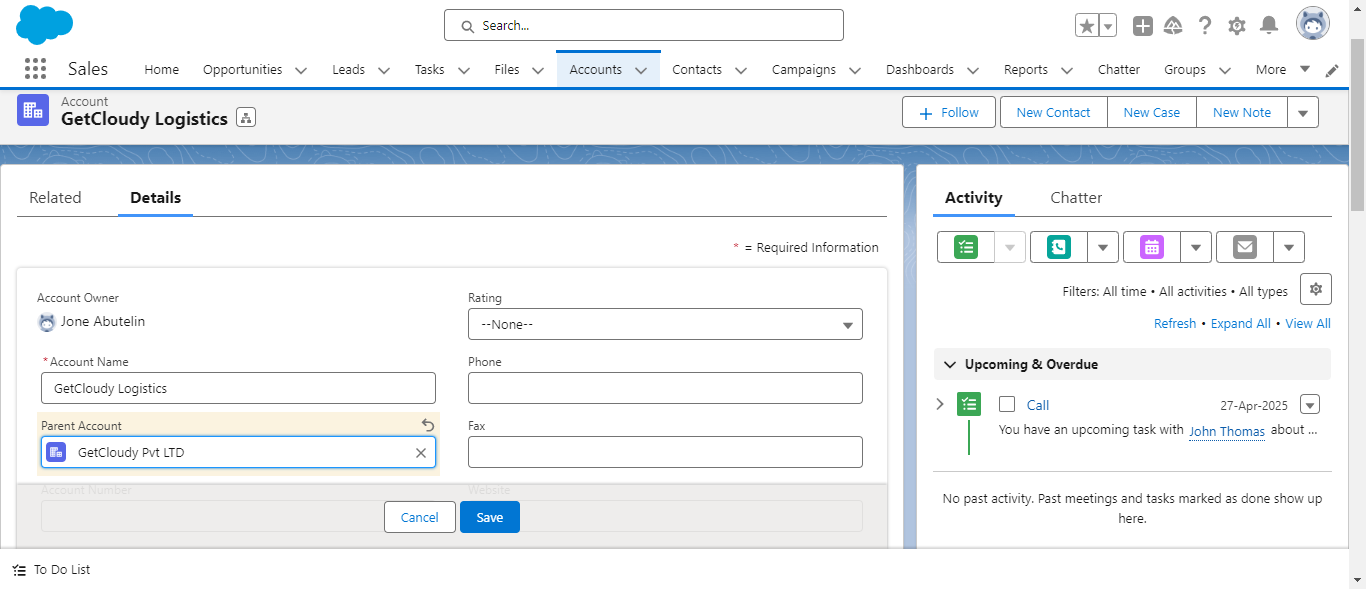 Search...
Sales Home Opportunities Leads Tasks Files Accounts Contacts Campaigns Dashboards Reports Chatter Groups More
Account
GetCloudy Logistics
Follow New Contact New Case New Note
Related Details
* = Required Information
Account Owner
Jone Abutelin
Rating
--None--
*Account Name
GetCloudy Logistics
Phone
Parent Account
GetCloudy Pvt LTD
Fax
Account Number
Website
Cancel Save
Activity Chatter
Filters: All time • All activities • All types
Refresh • Expand All • View All
Upcoming & Overdue
Call 27-Apr-2025
You have an upcoming task with John Thomas about ...
No past activity. Past meetings and tasks marked as done show up
here.
To Do List